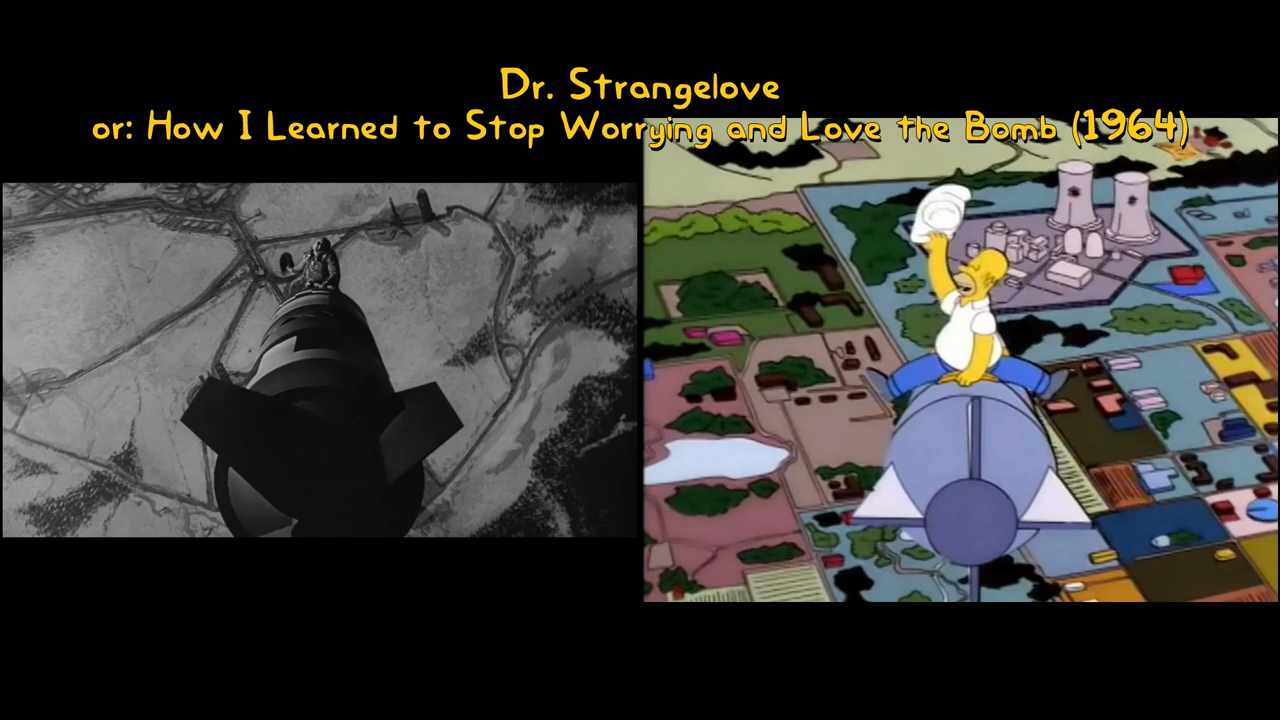 Dr. Strangelove
or: How I Learned to Stop Worrying and Love the Bomb (1964)